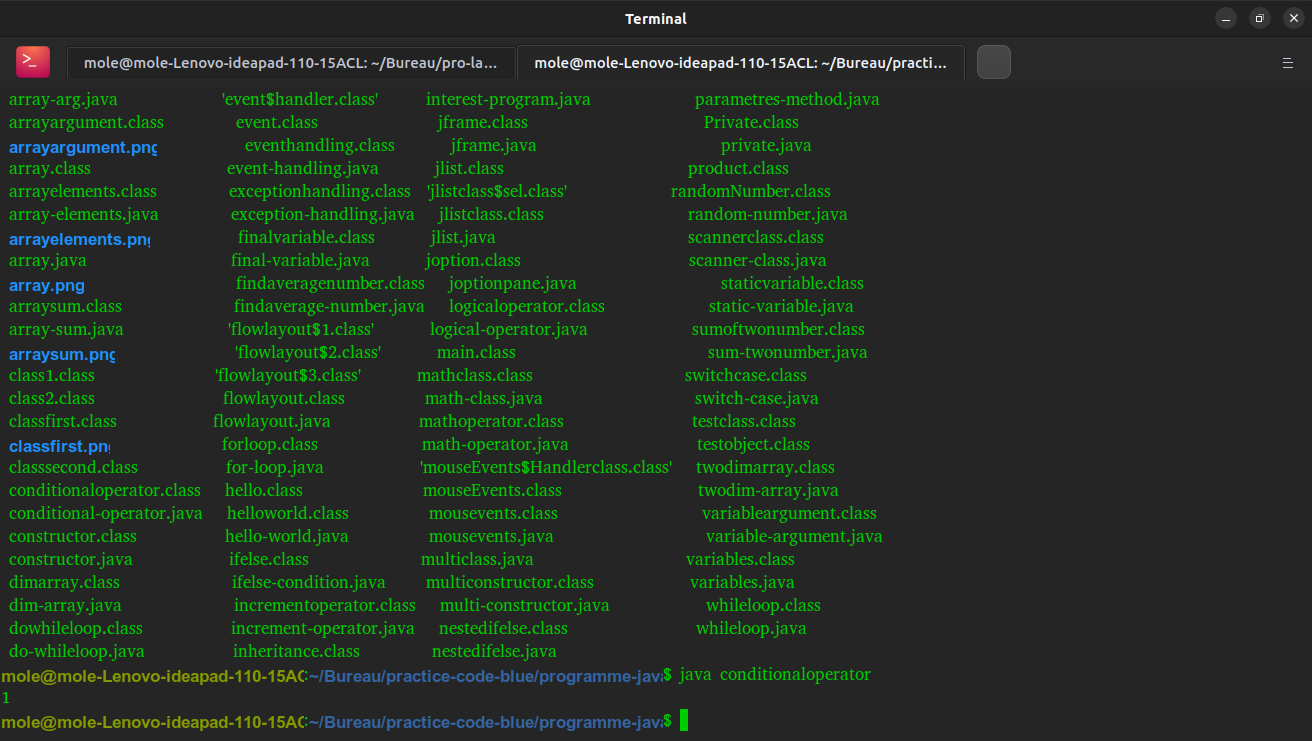 Terminal
>_ mole@mole-Lenovo-ideapad-110-15ACL: ~/Bureau/pro-la... mole@mole-Lenovo-ideapad-110-15ACL: ~/Bureau/practi...
array-arg.java 'event$handler.class' interest-program.java parametres-method.java
arrayargument.class event.class jframe.class Private.class
arrayargument.png eventhandling.class jframe.java private.java
array.class event-handling.java jlist.class product.class
arrayelements.class exceptionhandling.class 'jlistclass$sel.class' randomNumber.class
array-elements.java exception-handling.java jlistclass.class random-number.java
arrayelements.png finalvariable.class jlist.java scannerclass.class
array.java final-variable.java joption.class scanner-class.java
array.png findaveragenumber.class joptionpane.java staticvariable.class
arraysum.class findaverage-number.java logicaloperator.class static-variable.java
array-sum.java 'flowlayout$1.class' logical-operator.java sumoftwonumber.class
arraysum.png 'flowlayout$2.class' main.class sum-twonumber.java
class1.class 'flowlayout$3.class' mathclass.class switchcase.class
class2.class flowlayout.class math-class.java switch-case.java
classfirst.class flowlayout.java mathoperator.class testclass.class
classfirst.png forloop.class math-operator.java testobject.class
classsecond.class for-loop.java 'mouseEvents$Handlerclass.class' twodimarray.class
conditionaloperator.class hello.class mouseEvents.class twodim-array.java
conditional-operator.java helloworld.class mousevents.class variableargument.class
constructor.class hello-world.java mousevents.java variable-argument.java
constructor.java ifelse.class multiclass.java variables.class
dimarray.class ifelse-condition.java multiconstructor.class variables.java
dim-array.java incrementoperator.class multi-constructor.java whileloop.class
dowhileloop.class increment-operator.java nestedifelse.class whileloop.java
do-whileloop.java inheritance.class nestedifelse.java
mole@mole-Lenovo-ideapad-110-15AC:~/Bureau/practice-code-blue/programme-java$ java conditionaloperator
1
mole@mole-Lenovo-ideapad-110-15AC:~/Bureau/practice-code-blue/programme-java$